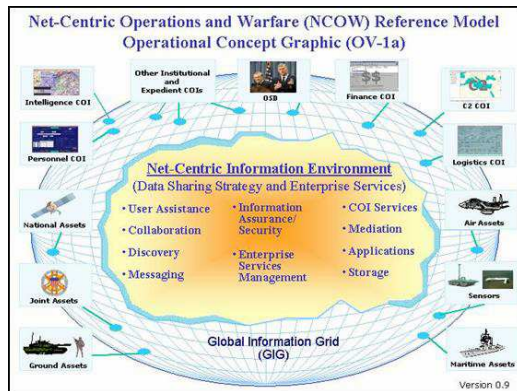 Net-Centric Operations and Warfare (NCOW) Reference Model
Operational Concept Graphic (OV-1a)
Intelligence COI
Other Institutional
and
Expedient COIs
OSD
Finance COI
$$
C2 COI
Personnel COI
Logistics COI
Net-Centric Information Environment
(Data Sharing Strategy and Enterprise Services)
• User Assistance
• Collaboration
• Discovery
• Messaging
• Information
Assurance/
Security
• Enterprise
Services
Management
• COI Services
• Mediation
• Applications
• Storage
National Assets
Air Assets
Joint Assets
Sensors
Ground Assets
Maritime Assets
Global Information Grid
(GIG)
Version 0.9